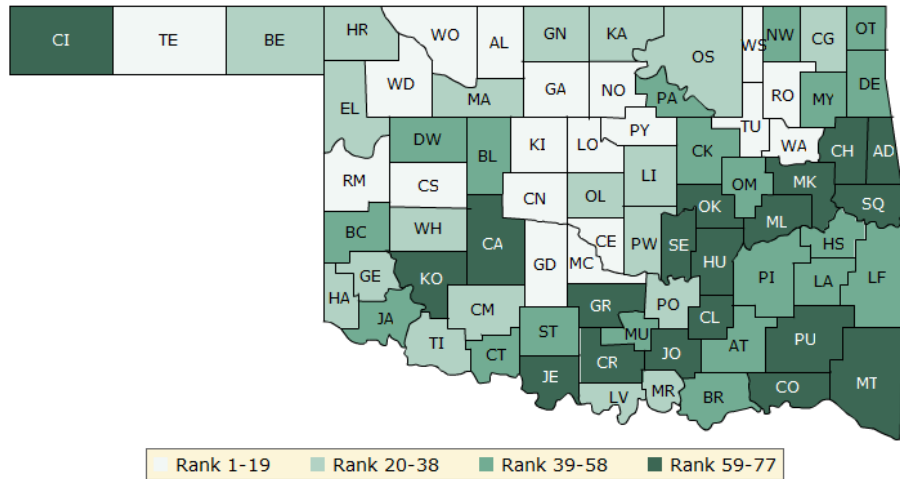 CI TE BE HR WO AL GN KA OS WS NW CG OT
EL WD MA GA NO PA RO MY DE
DW BL KI LO PY CK TU WA CH AD
RM CS CN OL LI OM MK SQ
BC WH CA GD MC CE PW SE OK ML HS
HA GE KO HU PI LA LF
JA CM GR PO CL
TI CT ST MU CR JO AT PU
JE LV MR BR CO MT
Rank 1-19 Rank 20-38 Rank 39-58 Rank 59-77